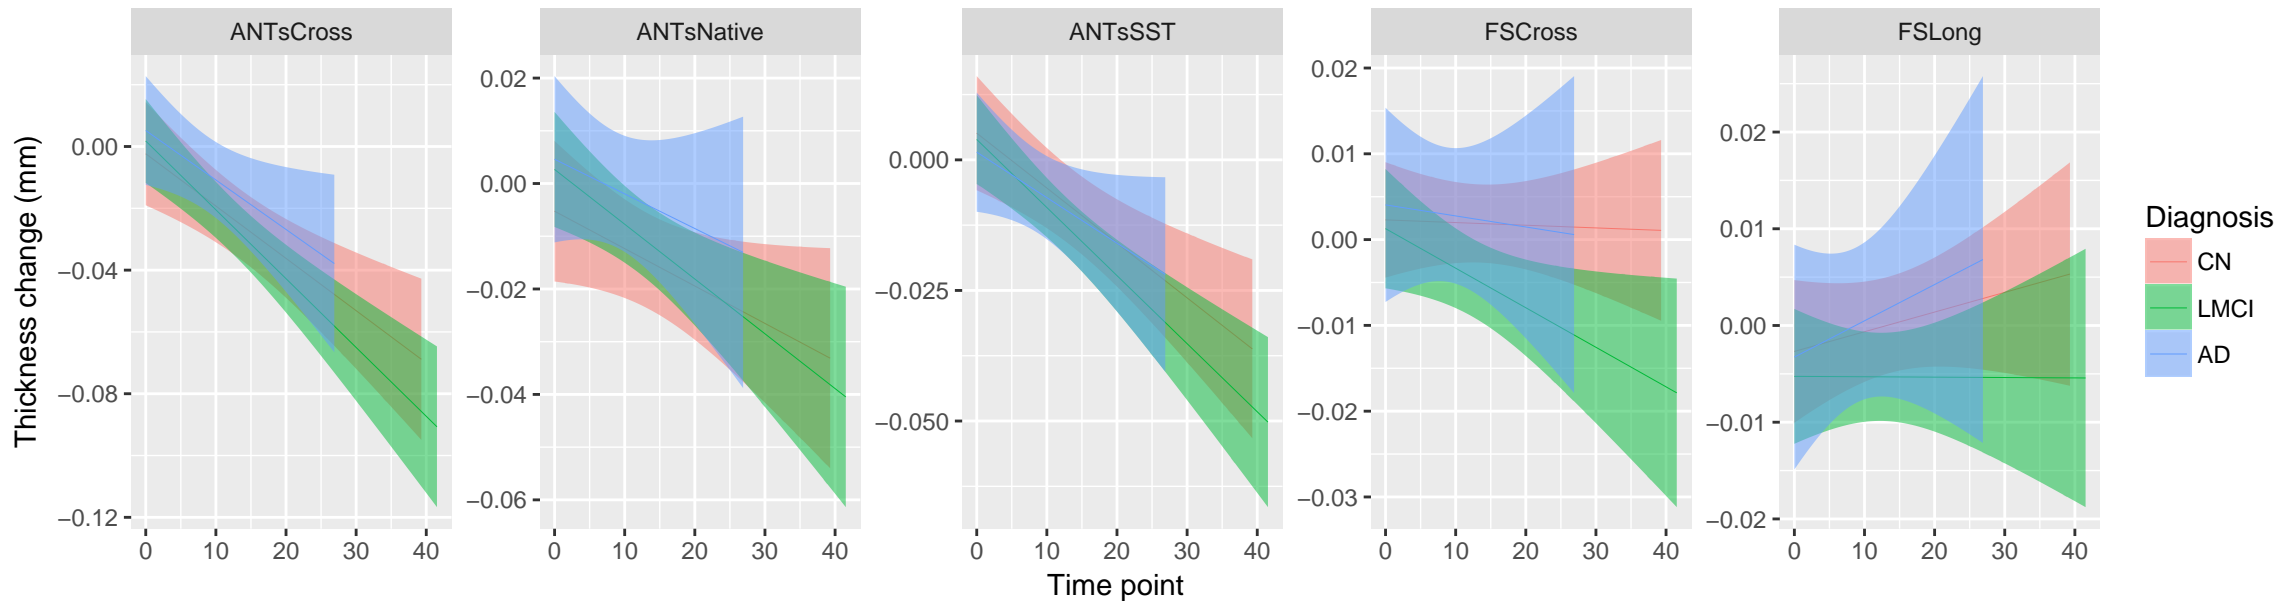 ANTsCross ANTsNative ANTsSST FSCross FSLong
Thickness change (mm)
0.00
−0.04
−0.08
−0.12
0 10 20 30 40
0.02
0.00
−0.02
−0.04
−0.06
0 10 20 30 40
0.000
−0.025
−0.050
0 10 20 30 40
0.02
0.01
0.00
−0.01
−0.02
−0.03
0 10 20 30 40
0.02
0.01
0.00
−0.01
−0.02
0 10 20 30 40
Time point
Diagnosis
CN
LMCI
AD